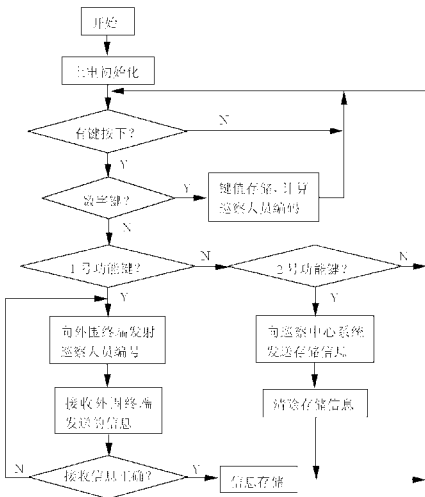 开始
上电初始化
有键按下?
N
Y
数字键?
Y
键值存储,计算
巡察人员编码
N
1号功能键?
N
2号功能键?
N
Y
Y
向外围终端发射
巡察人员编号
向巡察中心系统
发送存储信息
接收外围终端
发送的信息
清除存储信息
N
接收信息正确?
Y
信息存储